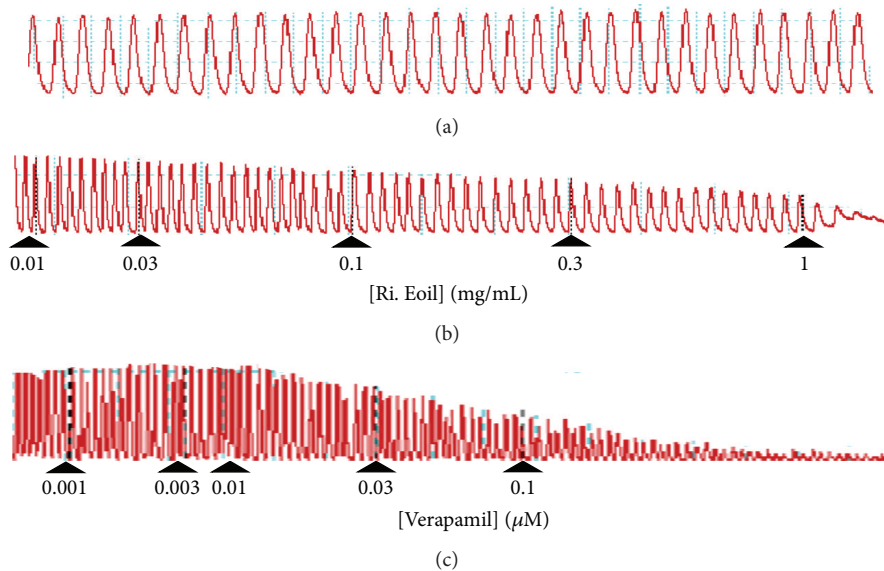 (a)
0.01 0.03 0.1 0.3 1
[Ri. Eoil] (mg/mL)
(b)
0.001 0.003 0.01 0.03 0.1
[Verapamil] (μM)
(c)